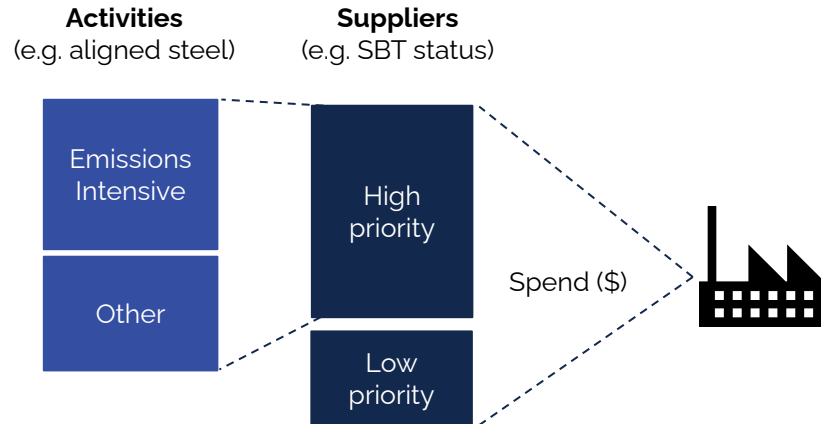 Activities
(e.g. aligned steel)
Suppliers
(e.g. SBT status)
Emissions
Intensive
Other
High
priority
Low
priority
Spend ($)